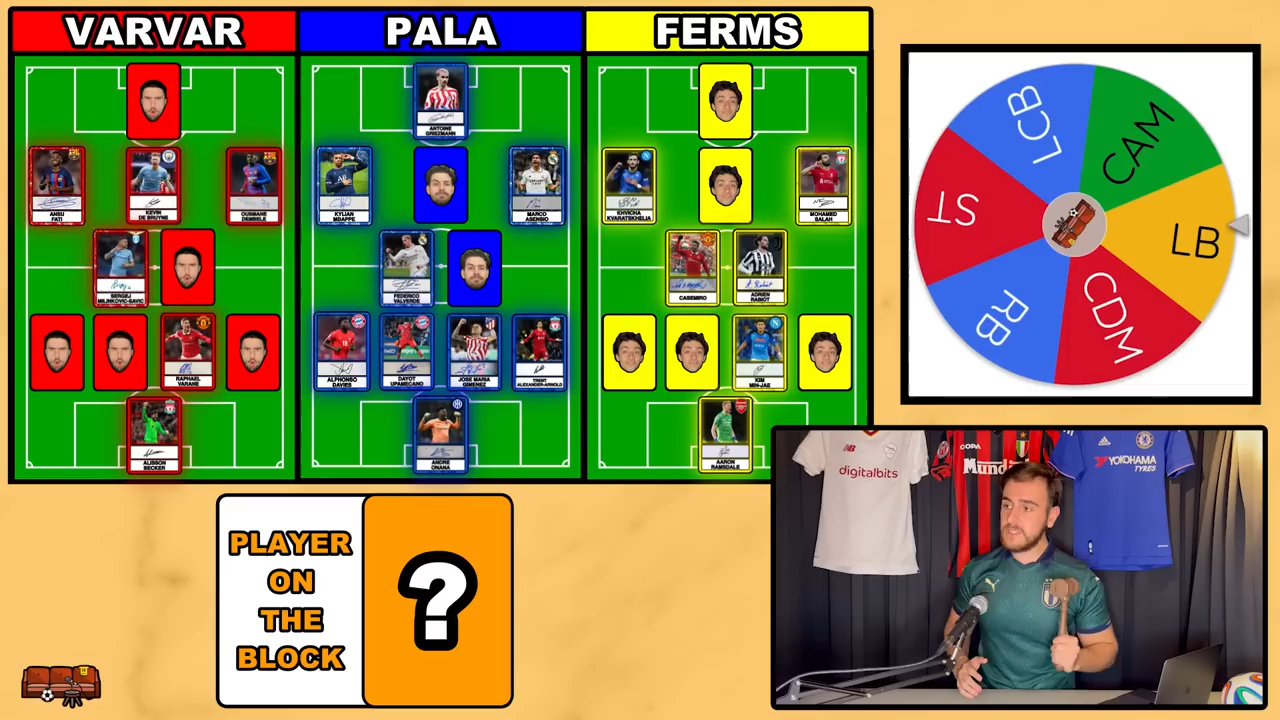 VARVAR
PALA
FERMS
ANTOINE
GRIEZMANN
ANSU
FATI
KEVIN
DE BRUYNE
OUSMANE
DEMBELE
KYLIAN
MBAPPE
MARCO
ASENSIO
KHVICHA
KVARATSKHELIA
MOHAMED
SALAH
SERGEJ
MILINKOVIC-SAVIC
FEDERICO
VALVERDE
CASEMIRO
ADRIEN
RABIOT
RAPHAEL
VARANE
ALPHONSO
DAVIES
DAYOT
UPAMECANO
JOSE MARIA
GIMENEZ
TRENT
ALEXANDER-ARNOLD
KIM
MIN-JAE
ALISSON
BECKER
ANDRE
ONANA
AARON
RAMSDALE
LCB
CAM
ST
LB
RB
CDM
PLAYER
ON
THE
BLOCK
?
digitalbits
COPA
Mundi
YOKOHAMA
TYRES